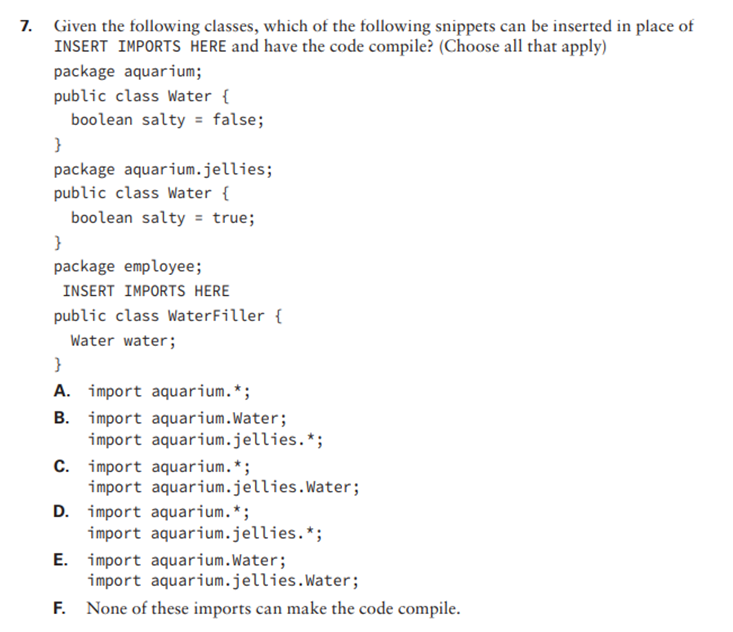 7. Given the following classes, which of the following snippets can be inserted in place of
INSERT IMPORTS HERE and have the code compile? (Choose all that apply)
package aquarium;
public class Water {
boolean salty = false;
}
package aquarium.jellies;
public class Water {
boolean salty = true;
}
package employee;
INSERT IMPORTS HERE
public class WaterFiller {
Water water;
}
A. import aquarium.*;
B. import aquarium.Water;
import aquarium.jellies.*;
C. import aquarium.*;
import aquarium.jellies.Water;
D. import aquarium.*;
import aquarium.jellies.*;
E. import aquarium.Water;
import aquarium.jellies.Water;
F. None of these imports can make the code compile.